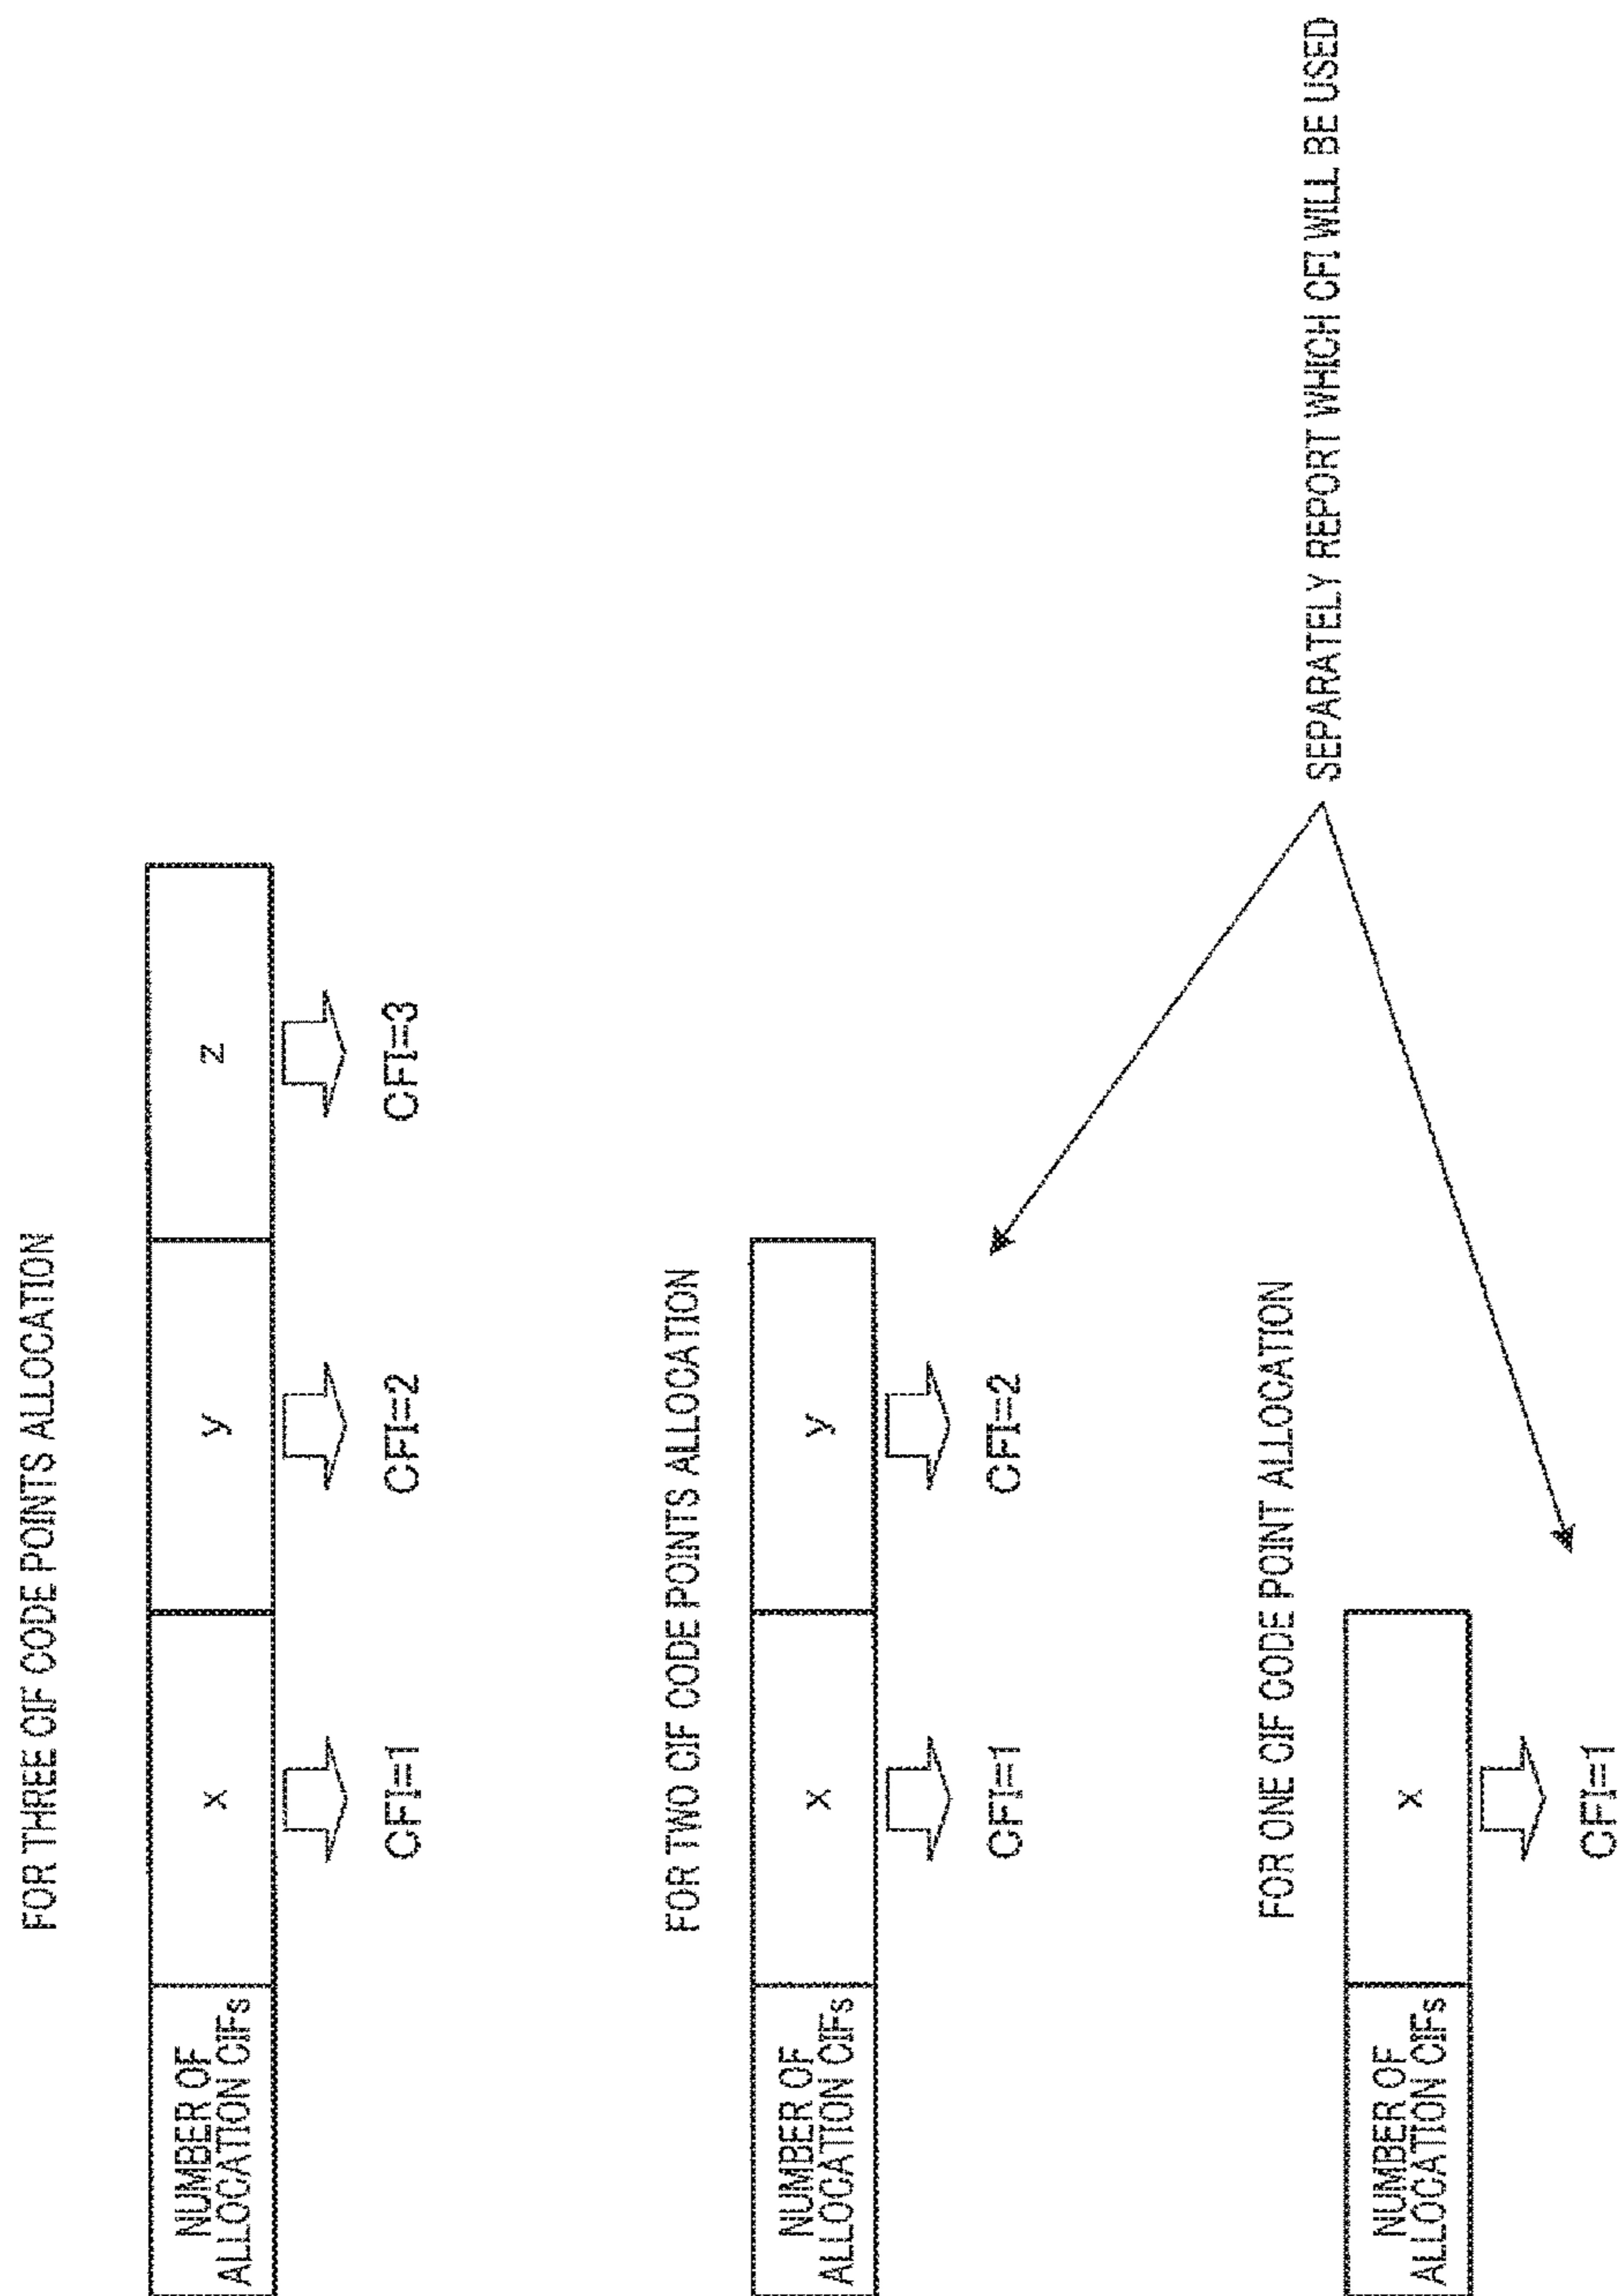 FOR THREE CIF CODE POINTS ALLOCATION
NUMBER OF
ALLOCATION CIFs
x
y
z
CFI=1
CFI=2
CFI=3
FOR TWO CIF CODE POINTS ALLOCATION
NUMBER OF
ALLOCATION CIFs
x
y
CFI=1
CFI=2
FOR ONE CIF CODE POINT ALLOCATION
SEPARATELY REPORT WHICH CFI WILL BE USED
NUMBER OF
ALLOCATION CIFs
x
CFI=1